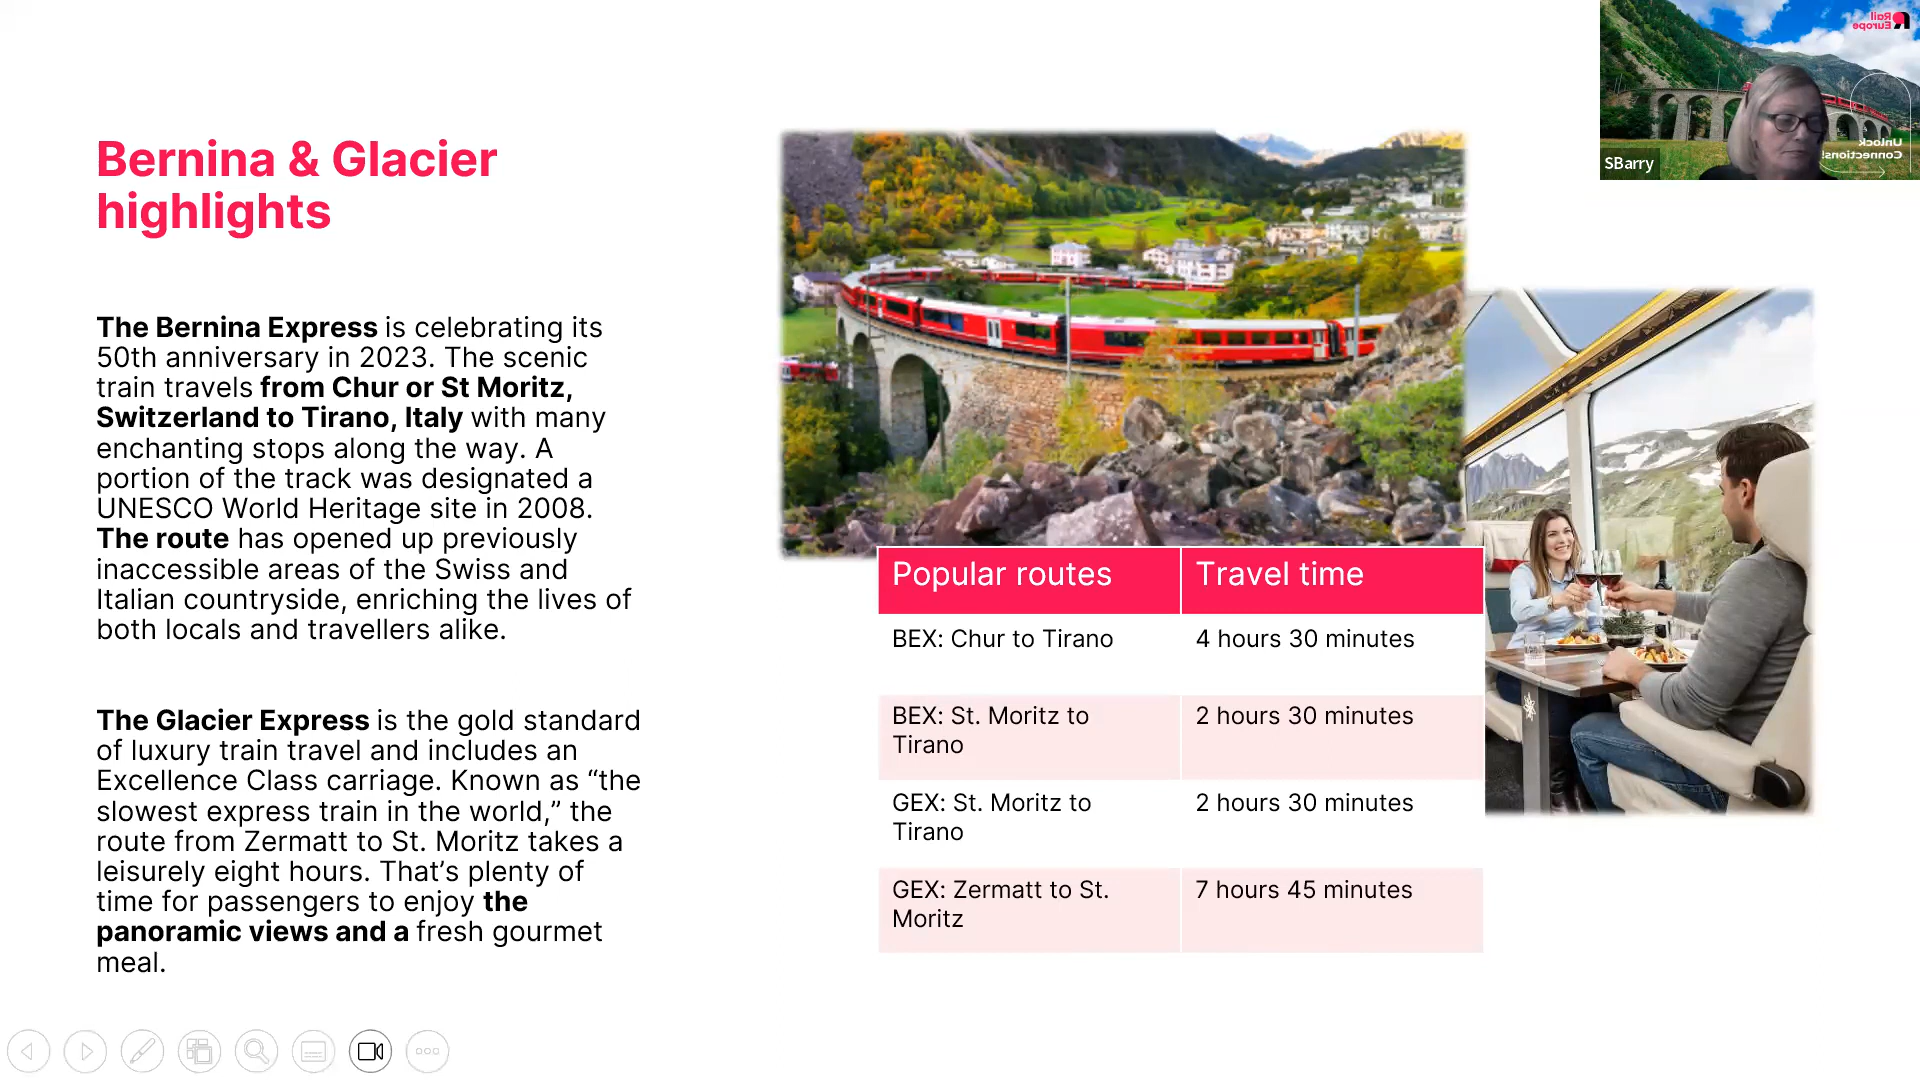 Bernina & Glacier
highlights
The Bernina Express is celebrating its
50th anniversary in 2023. The scenic
train travels from Chur or St Moritz,
Switzerland to Tirano, Italy with many
enchanting stops along the way. A
portion of the track was designated a
UNESCO World Heritage site in 2008.
The route has opened up previously
inaccessible areas of the Swiss and
Italian countryside, enriching the lives of
both locals and travellers alike.
The Glacier Express is the gold standard
of luxury train travel and includes an
Excellence Class carriage. Known as “the
slowest express train in the world,” the
route from Zermatt to St. Moritz takes a
leisurely eight hours. That’s plenty of
time for passengers to enjoy the
panoramic views and a fresh gourmet
meal.
Popular routes Travel time
BEX: Chur to Tirano 4 hours 30 minutes
BEX: St. Moritz to 2 hours 30 minutes
Tirano
GEX: St. Moritz to 2 hours 30 minutes
Tirano
GEX: Zermatt to St. 7 hours 45 minutes
Moritz
Rail
Europe
Unlock
Connections!
SBarry